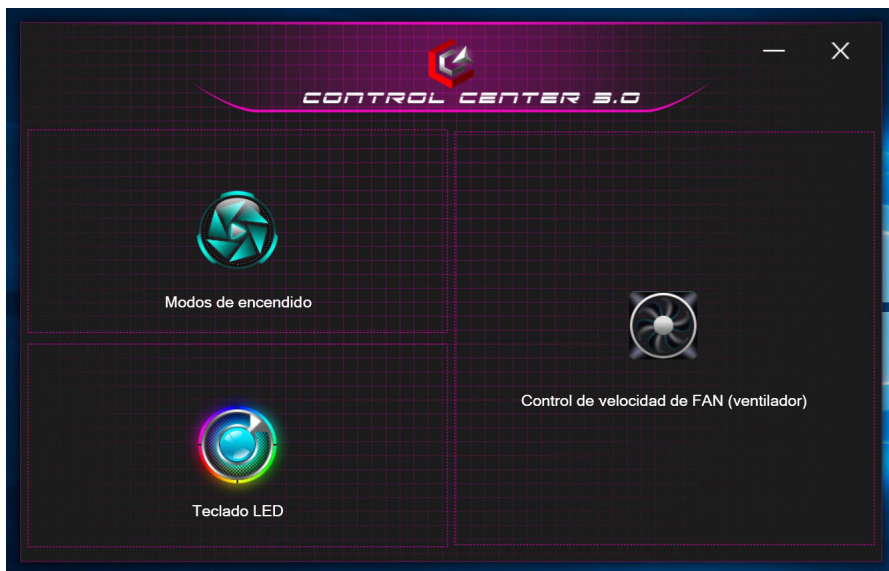 CONTROL CENTER 3.0
Modos de encendido
Control de velocidad de FAN (ventilador)
Teclado LED